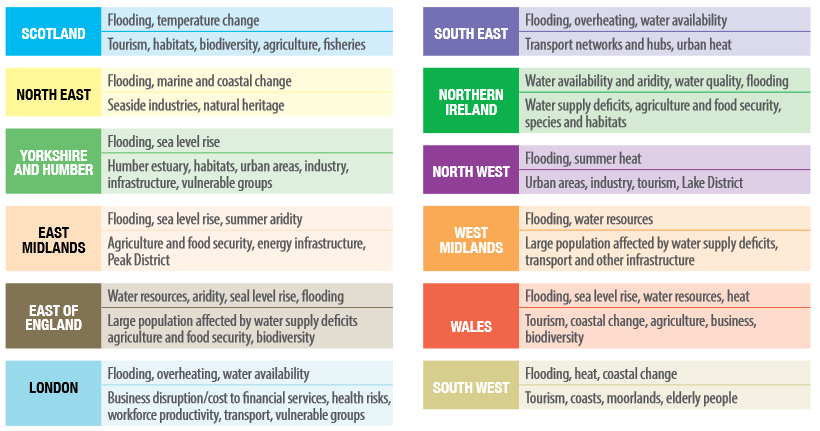 SCOTLAND
Flooding, temperature change
Tourism, habitats, biodiversity, agriculture, fisheries
NORTH EAST
Flooding, marine and coastal change
Seaside industries, natural heritage
YORKSHIRE
AND HUMBER
Flooding, sea level rise
Humber estuary, habitats, urban areas, industry,
infrastructure, vulnerable groups
EAST
MIDLANDS
Flooding, sea level rise, summer aridity
Agriculture and food security, energy infrastructure,
Peak District
EAST OF
ENGLAND
Water resources, aridity, seal level rise, flooding
Large population affected by water supply deficits
agriculture and food security, biodiversity
LONDON
Flooding, overheating, water availability
Business disruption/cost to financial services, health risks,
workforce productivity, transport, vulnerable groups
SOUTH EAST
Flooding, overheating, water availability
Transport networks and hubs, urban heat
NORTHERN
IRELAND
Water availability and aridity, water quality, flooding
Water supply deficits, agriculture and food security,
species and habitats
NORTH WEST
Flooding, summer heat
Urban areas, industry, tourism, Lake District
WEST
MIDLANDS
Flooding, water resources
Large population affected by water supply deficits,
transport and other infrastructure
WALES
Flooding, sea level rise, water resources, heat
Tourism, coastal change, agriculture, business,
biodiversity
SOUTH WEST
Flooding, heat, coastal change
Tourism, coasts, moorlands, elderly people